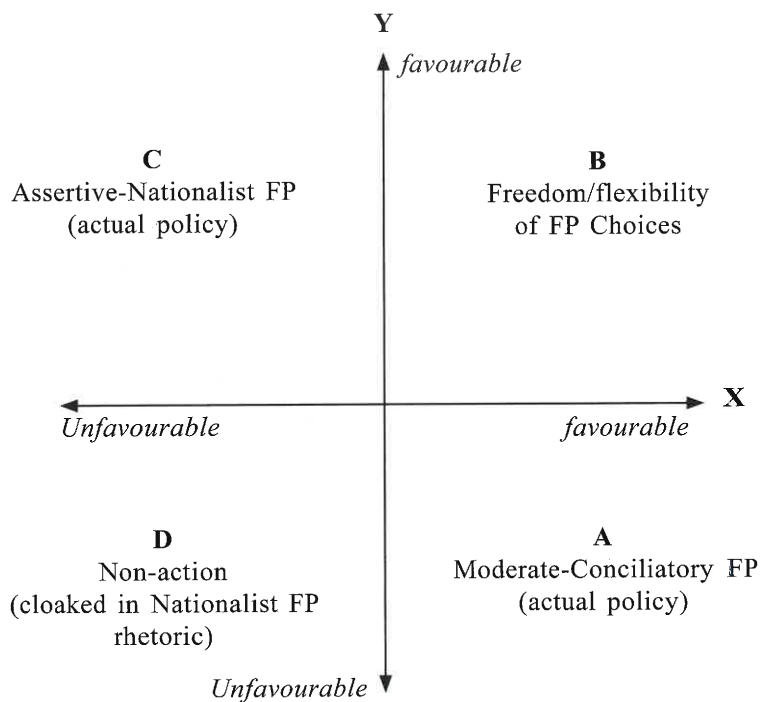 Y
favourable
C
Assertive-Nationalist FP
(actual policy)
B
Freedom/flexibility
of FP Choices
X
Unfavourable
favourable
D
Non-action
(cloaked in Nationalist FP
rhetoric)
A
Moderate-Conciliatory FP
(actual policy)
Unfavourable